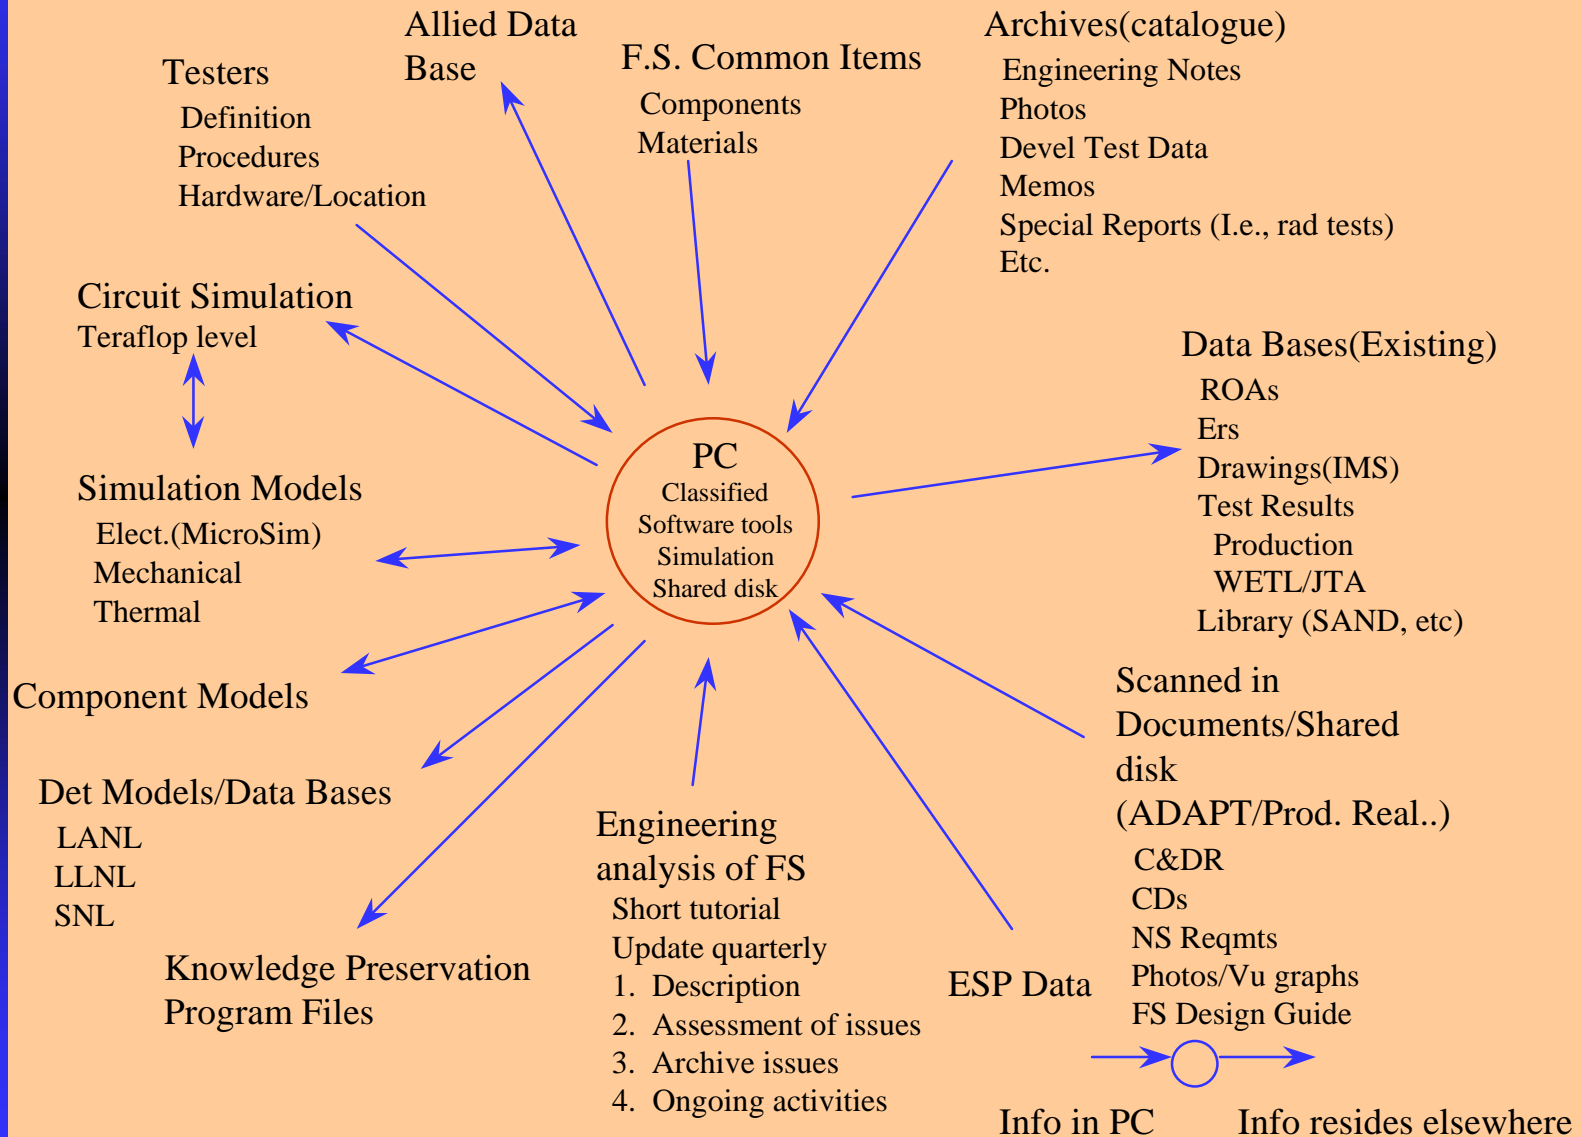 Allied Data
Base
Testers
Definition
Procedures
Hardware/Location
F.S. Common Items
Components
Materials
Archives(catalogue)
Engineering Notes
Photos
Devel Test Data
Memos
Special Reports (I.e., rad tests)
Etc.
Circuit Simulation
Teraflop level
Data Bases(Existing)
ROAs
Ers
Drawings(IMS)
Test Results
Production
WETL/JTA
Library (SAND, etc)
PC
Classified
Software tools
Simulation
Shared disk
Simulation Models
Elect.(MicroSim)
Mechanical
Thermal
Component Models
Det Models/Data Bases
LANL
LLNL
SNL
Knowledge Preservation
Program Files
Engineering
analysis of FS
Short tutorial
Update quarterly
1. Description
2. Assessment of issues
3. Archive issues
4. Ongoing activities
ESP Data
Scanned in
Documents/Shared
disk
(ADAPT/Prod. Real..)
C&DR
CDs
NS Reqmts
Photos/Vu graphs
FS Design Guide
Info in PC
Info resides elsewhere